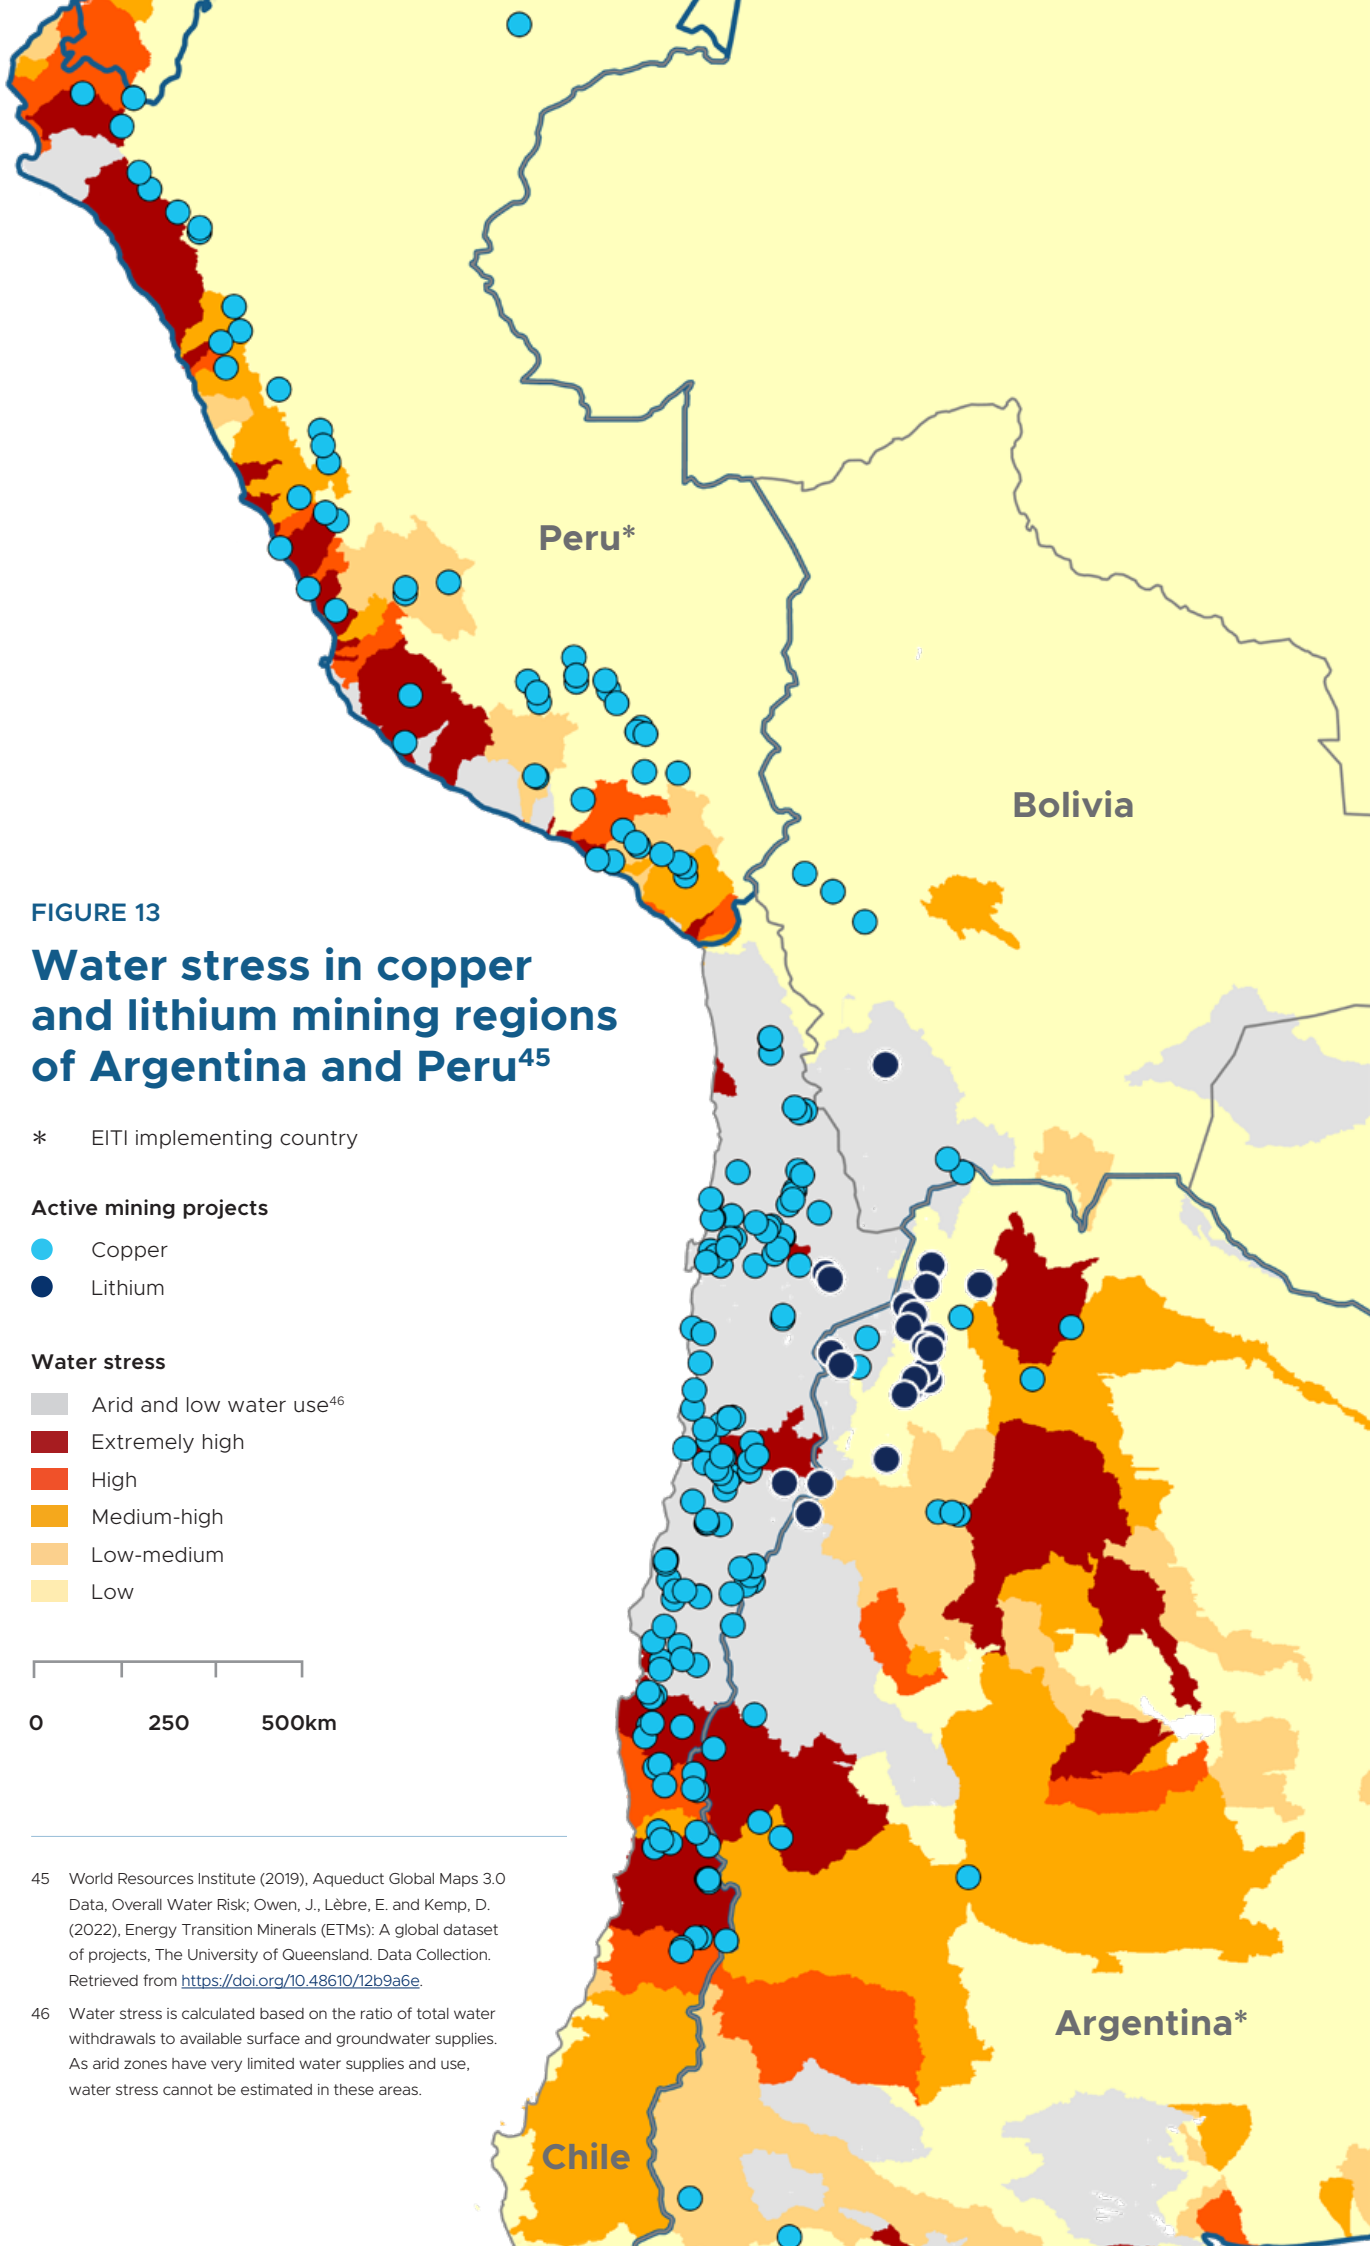 Peru*
Bolivia
FIGURE 13
Water stress in copper
and lithium mining regions
of Argentina and Peru⁴⁵
* EITI implementing country
Active mining projects
Copper
Lithium
Water stress
Arid and low water use⁴⁶
Extremely high
High
Medium-high
Low-medium
Low
0 250 500km
45 World Resources Institute (2019), Aqueduct Global Maps 3.0
Data, Overall Water Risk; Owen, J., Lèbre, E. and Kemp, D.
(2022), Energy Transition Minerals (ETMs): A global dataset
of projects, The University of Queensland. Data Collection.
Retrieved from https://doi.org/10.48610/12b9a6e.
46 Water stress is calculated based on the ratio of total water
withdrawals to available surface and groundwater supplies.
As arid zones have very limited water supplies and use,
water stress cannot be estimated in these areas.
Argentina*
Chile